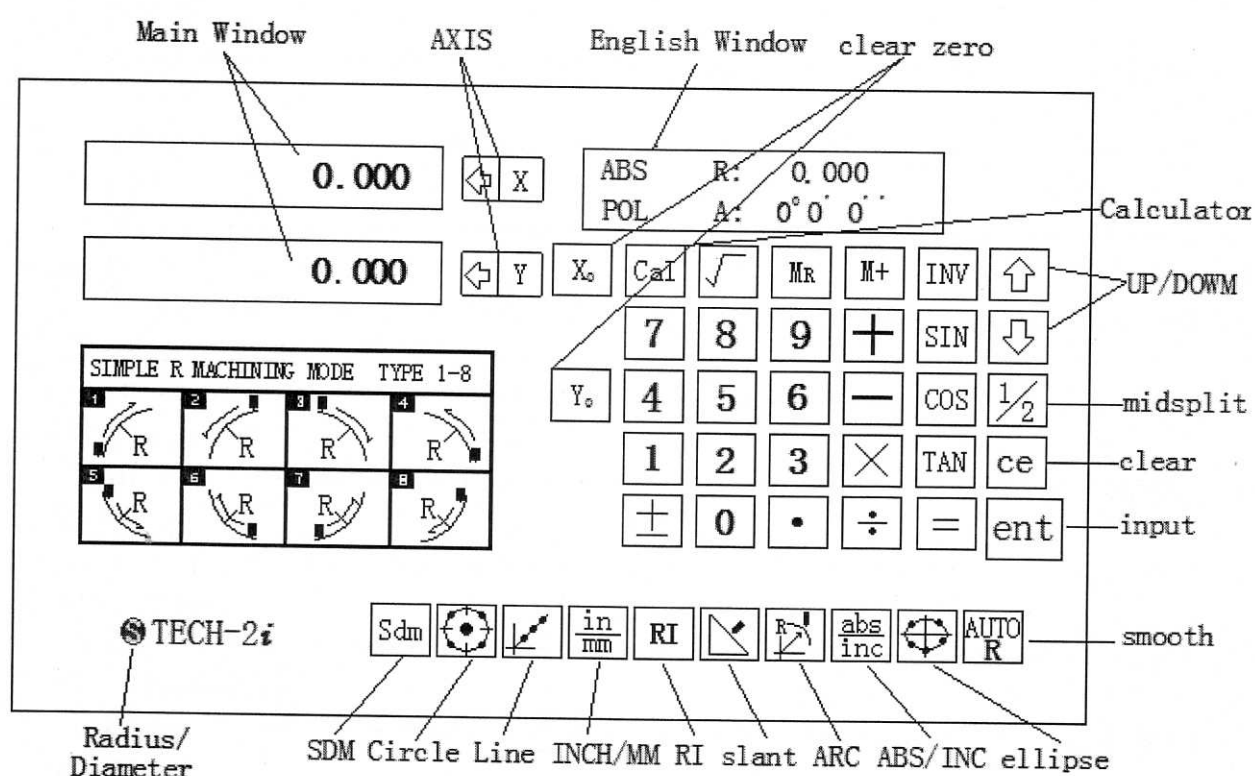 Main Window AXIS English Window clear zero
0.000 X ABS R: 0.000
POL A: 0°0˙ 0˙˙
Calculator
0.000 Y X₀ Cal √ MR M+ INV
UP/DOWM
7 8 9 + SIN
SIMPLE R MACHINING MODE TYPE 1-8
Y₀ 4 5 6 — COS 1/2 midsplit
1 R 2 R 3 R 4 R
1 2 3 × TAN ce clear
5 R 6 R 7 R 8 R
± 0 • ÷ = ent input
S TECH-2i
Sdm in/mm RI R abs/inc AUTO R smooth
Radius/
Diameter
SDM Circle Line INCH/MM RI slant ARC ABS/INC ellipse